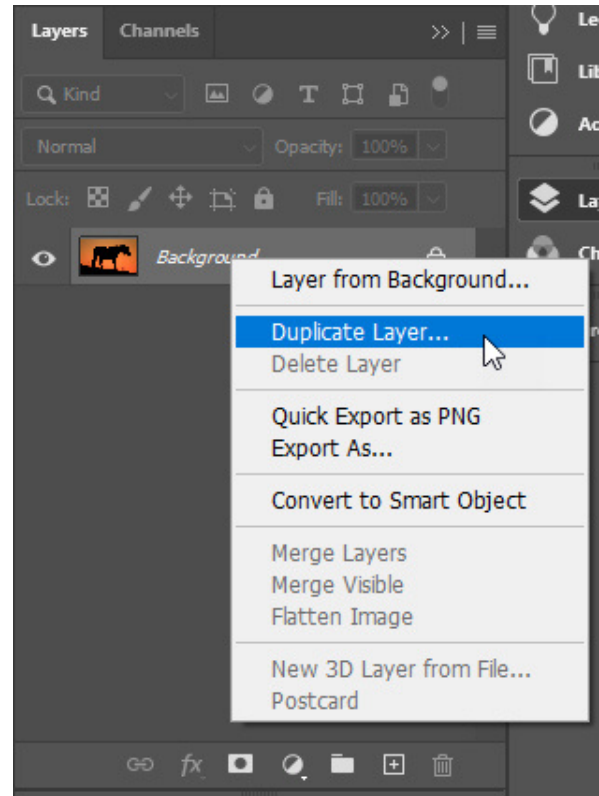 Layers Channels
Kind
Normal Opacity: 100%
Lock: Fill: 100%
Background
Layer from Background...
Duplicate Layer...
Delete Layer
Quick Export as PNG
Export As...
Convert to Smart Object
Merge Layers
Merge Visible
Flatten Image
New 3D Layer from File...
Postcard
fx